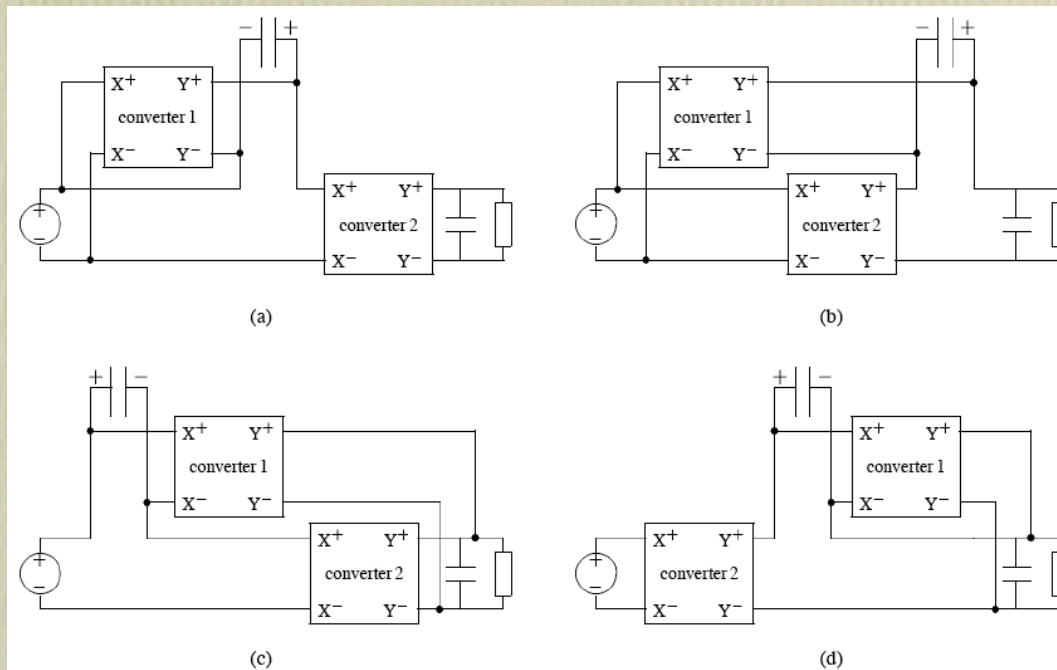 − +
X+ Y+
converter 1
X− Y−
+
−
X+ Y+
converter 2
X− Y−
(a)
− +
X+ Y+
converter 1
X− Y−
+
−
X+ Y+
converter 2
X− Y−
(b)
+ −
X+ Y+
converter 1
X− Y−
+
−
X+ Y+
converter 2
X− Y−
(c)
+ −
X+ Y+
converter 1
X− Y−
+
−
X+ Y+
converter 2
X− Y−
(d)